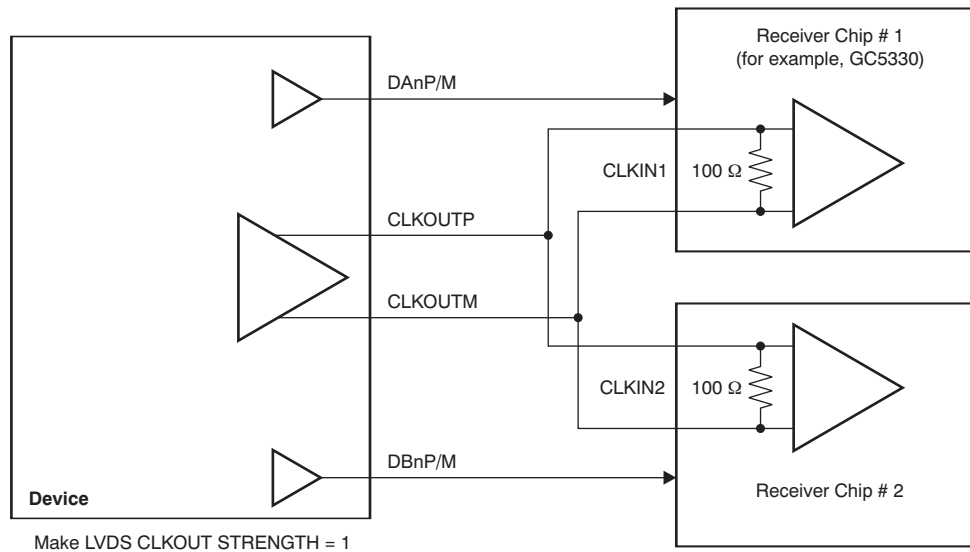 Receiver Chip # 1
(for example, GC5330)
DAnP/M
CLKIN1
100 Ω
CLKOUTP
CLKOUTM
CLKIN2
100 Ω
DBnP/M
Device
Receiver Chip # 2
Make LVDS CLKOUT STRENGTH = 1